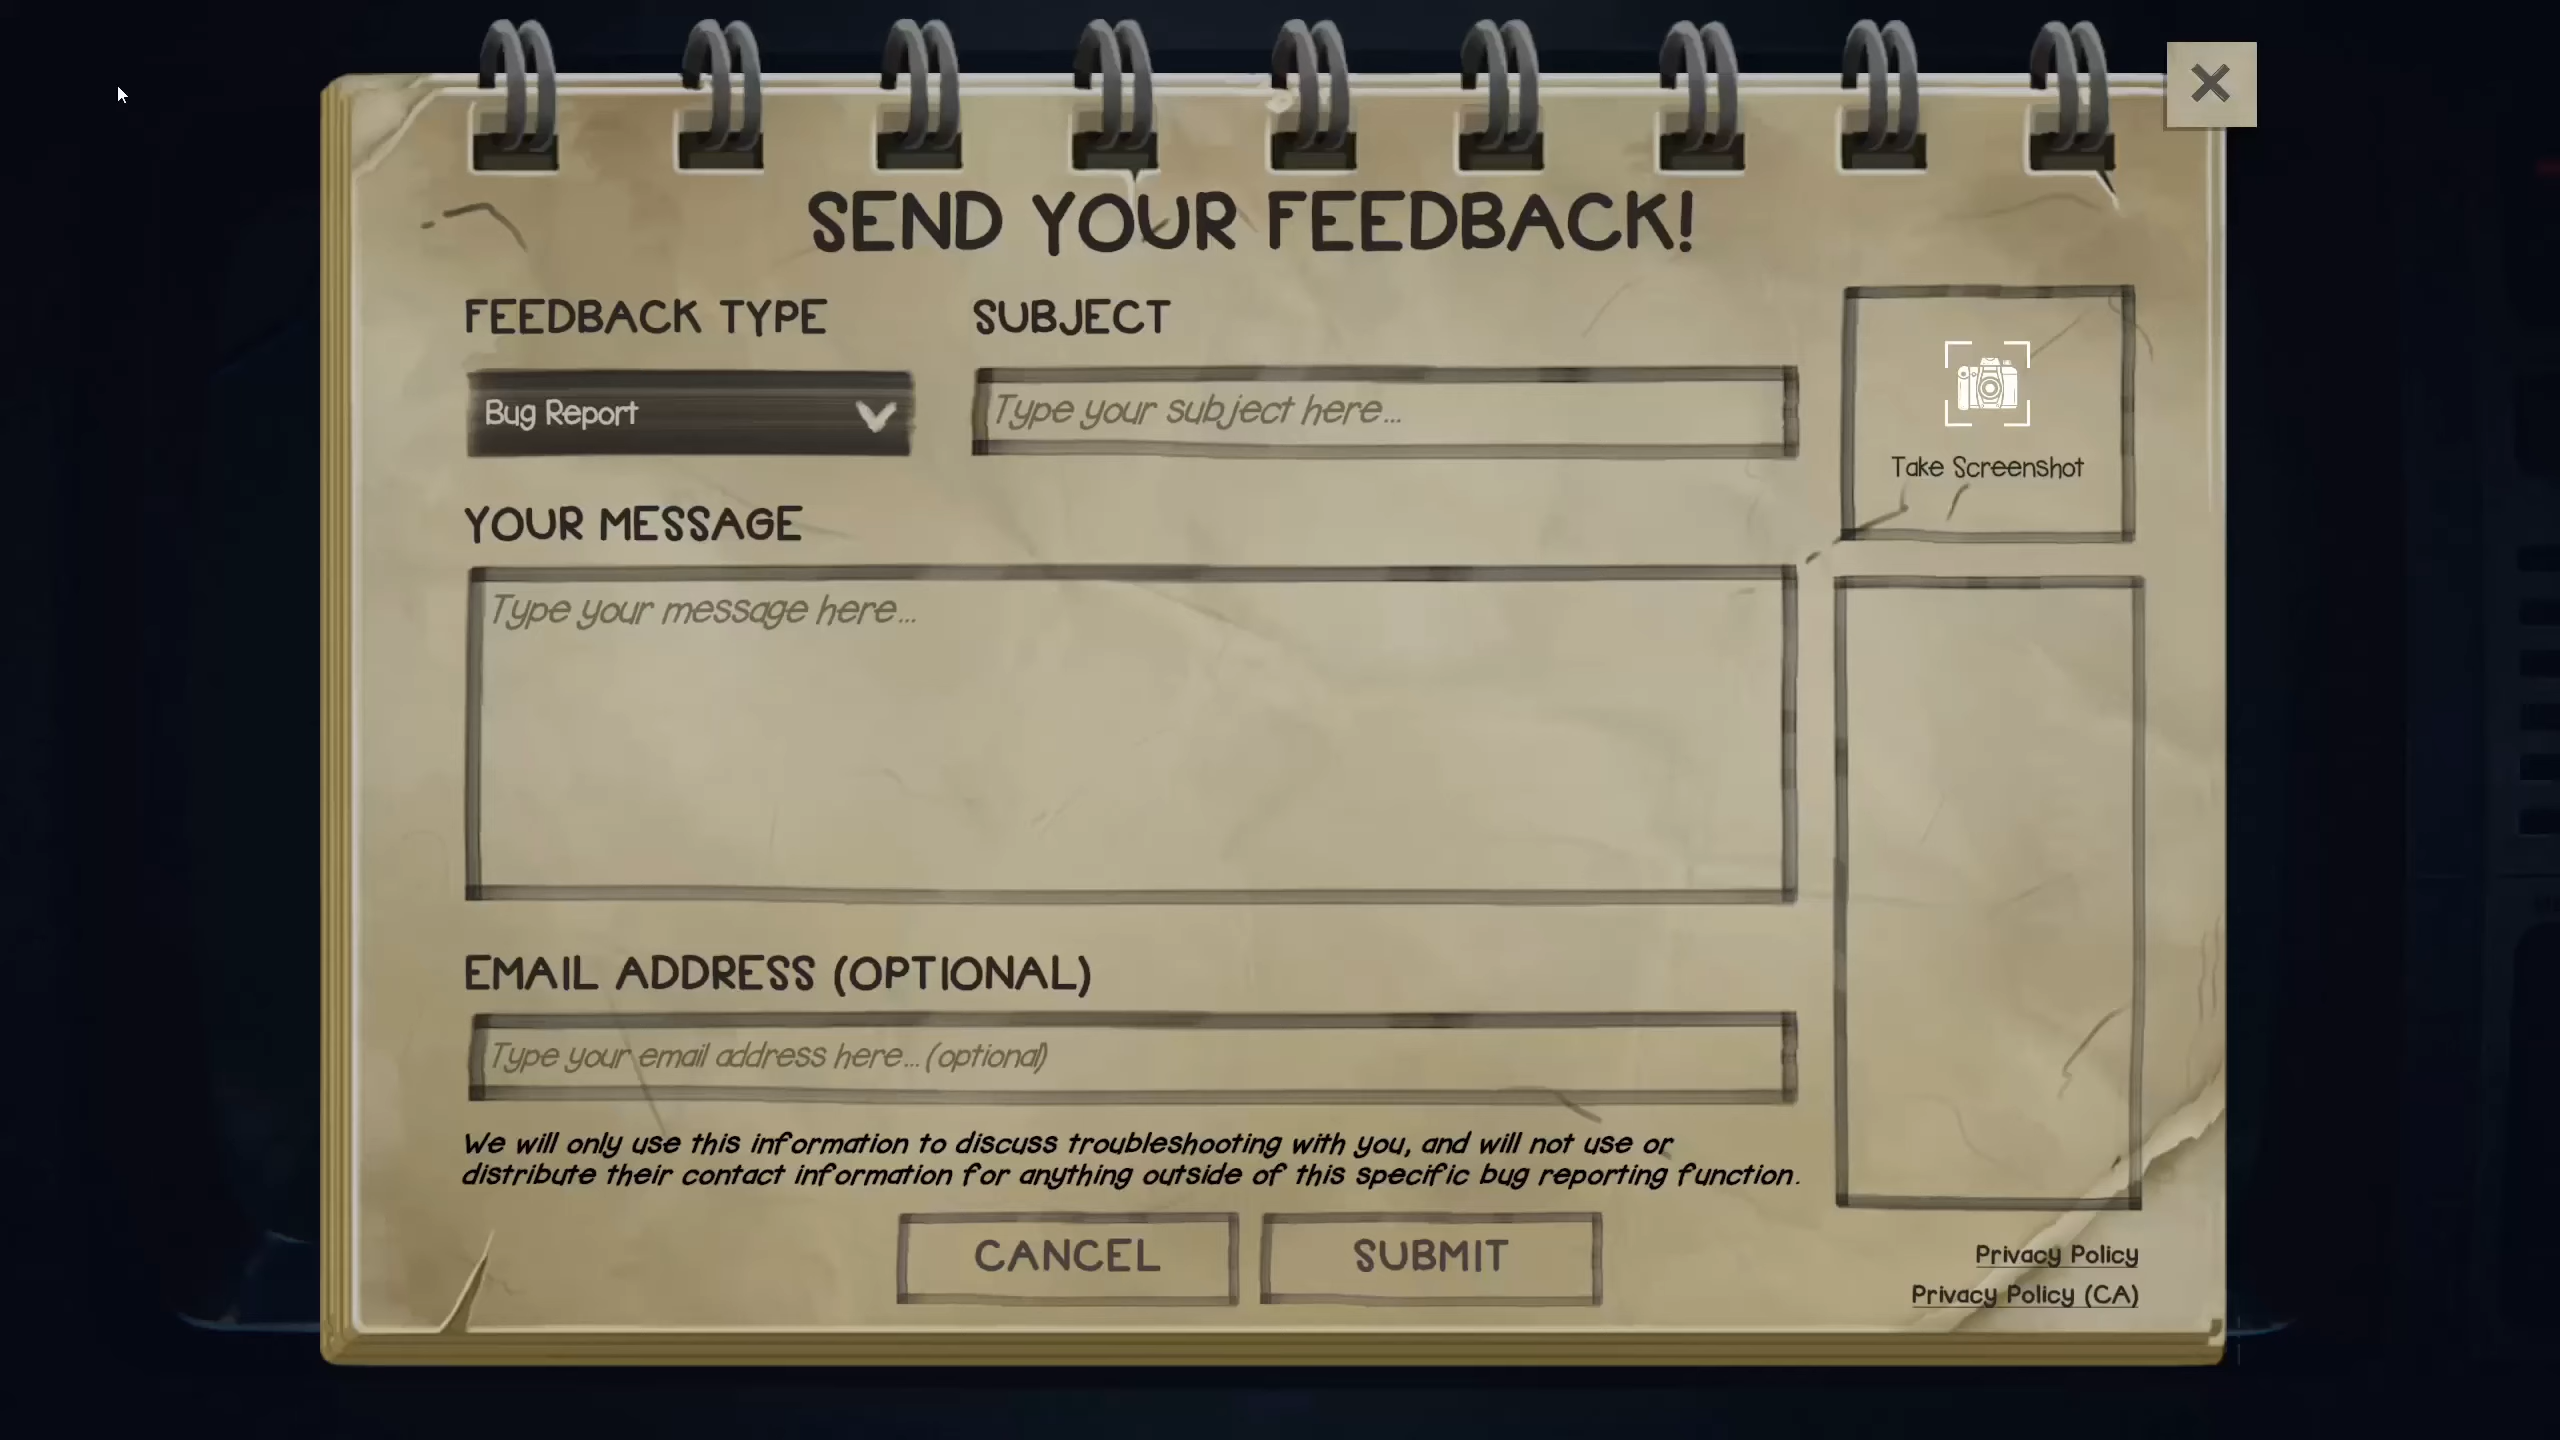 SEND YOUR FEEDBACK!
FEEDBACK TYPE
SUBJECT
Bug Report
Type your subject here...
Take Screenshot
YOUR MESSAGE
Type your message here...
EMAIL ADDRESS (OPTIONAL)
Type your email address here... (optional)
We will only use this information to discuss troubleshooting with you, and will not use or
distribute their contact information for anything outside of this specific bug reporting function.
CANCEL
SUBMIT
Privacy Policy
Privacy Policy (CA)